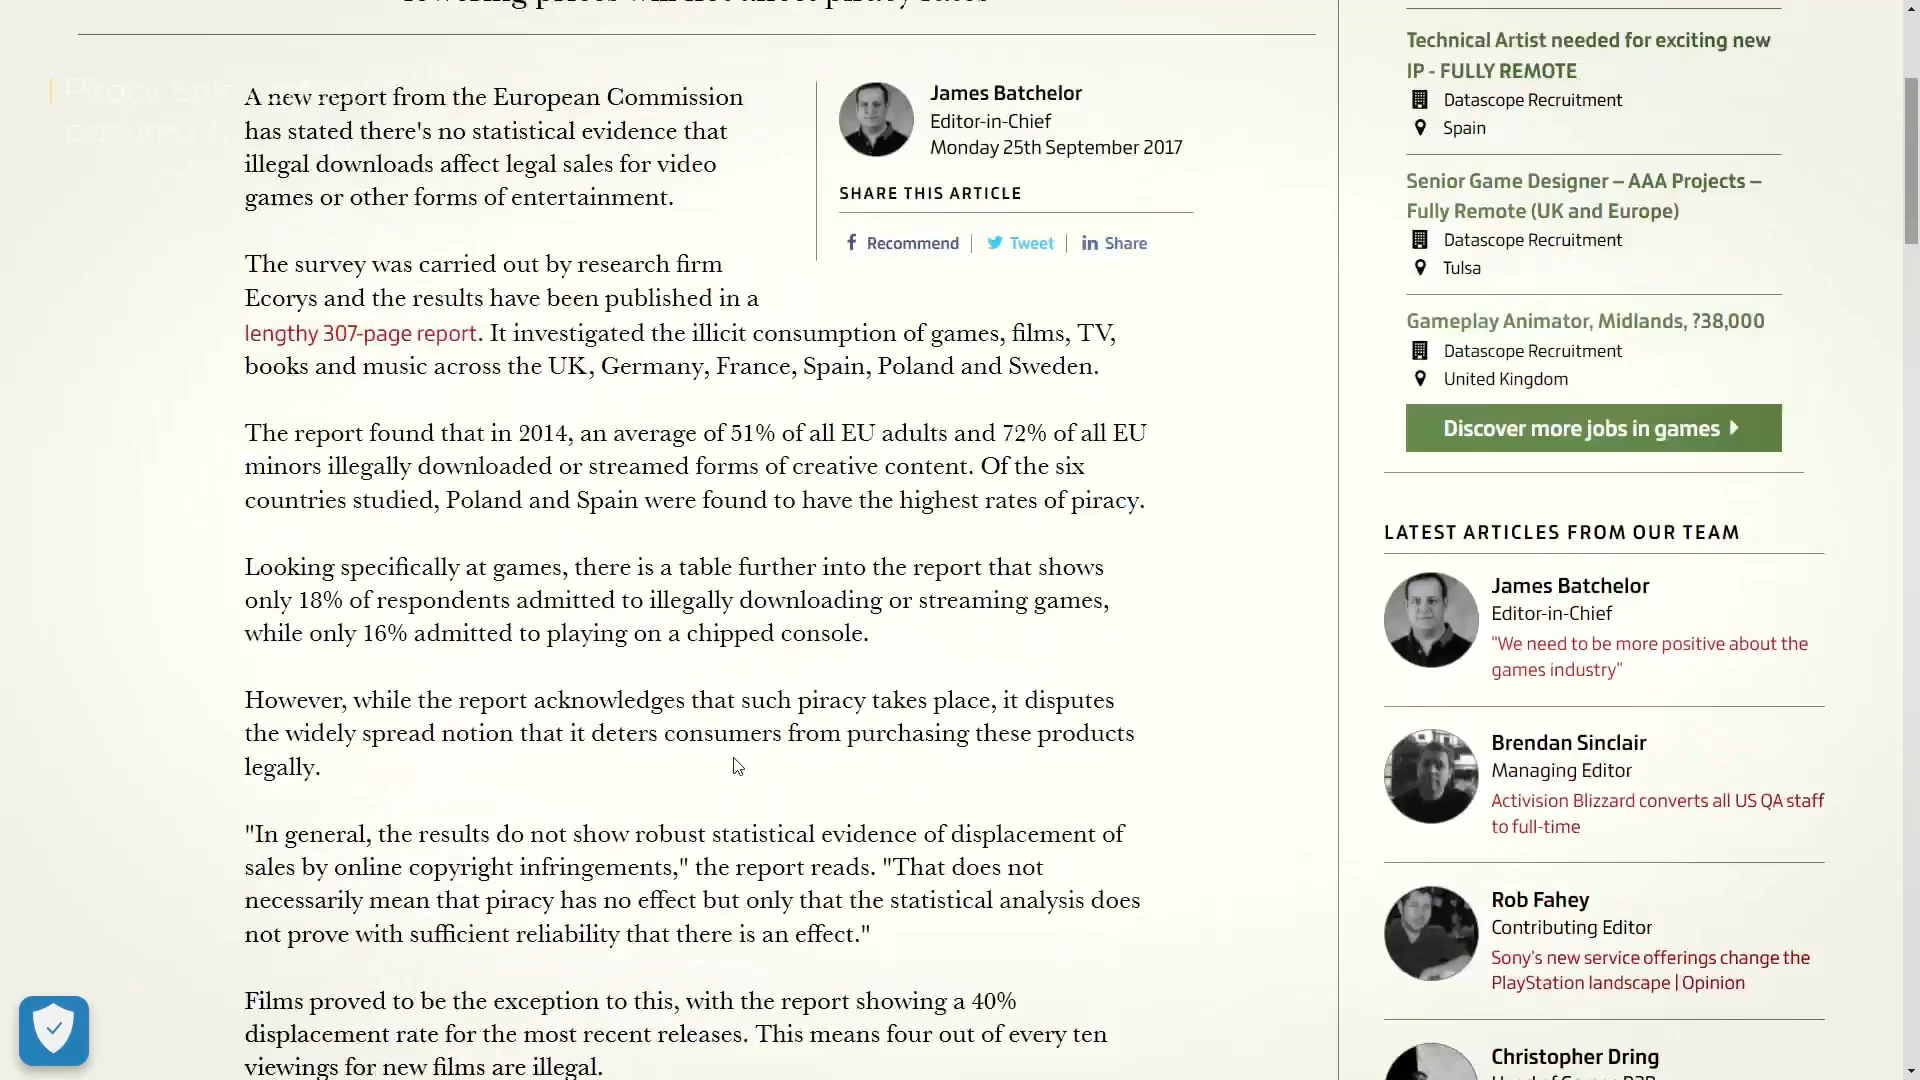 lowering prices will not affect piracy rates
A new report from the European Commission
has stated there's no statistical evidence that
illegal downloads affect legal sales for video
games or other forms of entertainment.
The survey was carried out by research firm
Ecorys and the results have been published in a
lengthy 307-page report. It investigated the illicit consumption of games, films, TV,
books and music across the UK, Germany, France, Spain, Poland and Sweden.
The report found that in 2014, an average of 51% of all EU adults and 72% of all EU
minors illegally downloaded or streamed forms of creative content. Of the six
countries studied, Poland and Spain were found to have the highest rates of piracy.
Looking specifically at games, there is a table further into the report that shows
only 18% of respondents admitted to illegally downloading or streaming games,
while only 16% admitted to playing on a chipped console.
However, while the report acknowledges that such piracy takes place, it disputes
the widely spread notion that it deters consumers from purchasing these products
legally.
"In general, the results do not show robust statistical evidence of displacement of
sales by online copyright infringements," the report reads. "That does not
necessarily mean that piracy has no effect but only that the statistical analysis does
not prove with sufficient reliability that there is an effect."
Films proved to be the exception to this, with the report showing a 40%
displacement rate for the most recent releases. This means four out of every ten
viewings for new films are illegal.
James Batchelor
Editor-in-Chief
Monday 25th September 2017
SHARE THIS ARTICLE
Recommend
Tweet
Share
Technical Artist needed for exciting new
IP - FULLY REMOTE
Datascope Recruitment
Spain
Senior Game Designer – AAA Projects –
Fully Remote (UK and Europe)
Datascope Recruitment
Tulsa
Gameplay Animator, Midlands, ?38,000
Datascope Recruitment
United Kingdom
Discover more jobs in games
LATEST ARTICLES FROM OUR TEAM
James Batchelor
Editor-in-Chief
"We need to be more positive about the
games industry"
Brendan Sinclair
Managing Editor
Activision Blizzard converts all US QA staff
to full-time
Rob Fahey
Contributing Editor
Sony's new service offerings change the
PlayStation landscape | Opinion
Christopher Dring